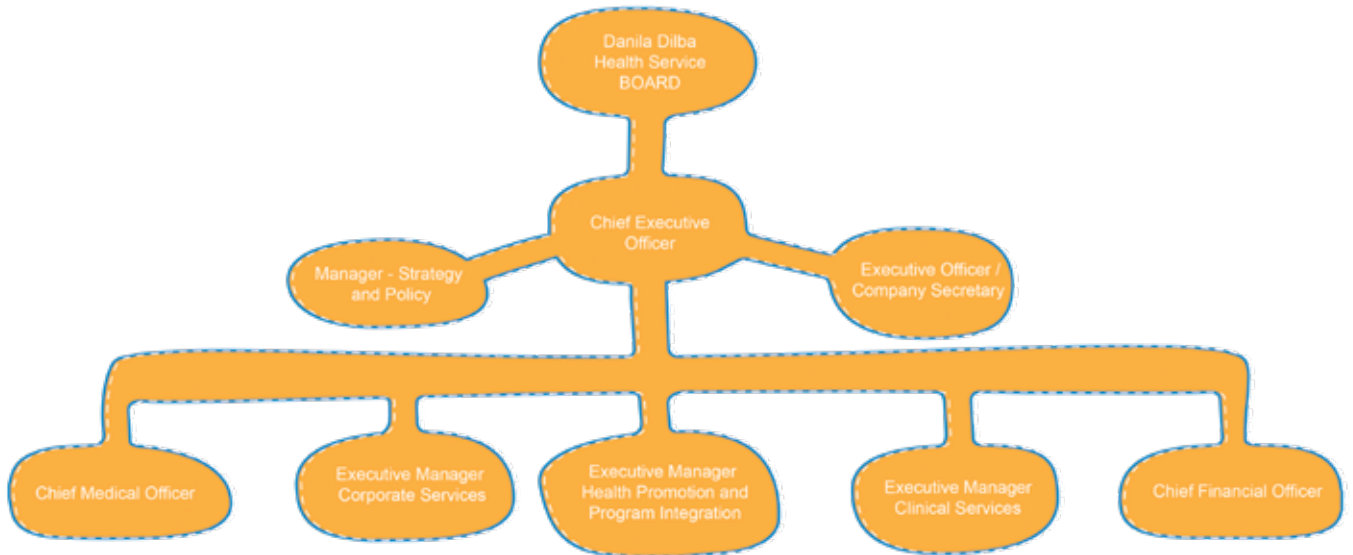 Danila Dilba
Health Service
BOARD
Chief Executive
Officer
Manager - Strategy
and Policy
Executive Officer /
Company Secretary
Chief Medical Officer
Executive Manager
Corporate Services
Executive Manager
Health Promotion and
Program Integration
Executive Manager
Clinical Services
Chief Financial Officer